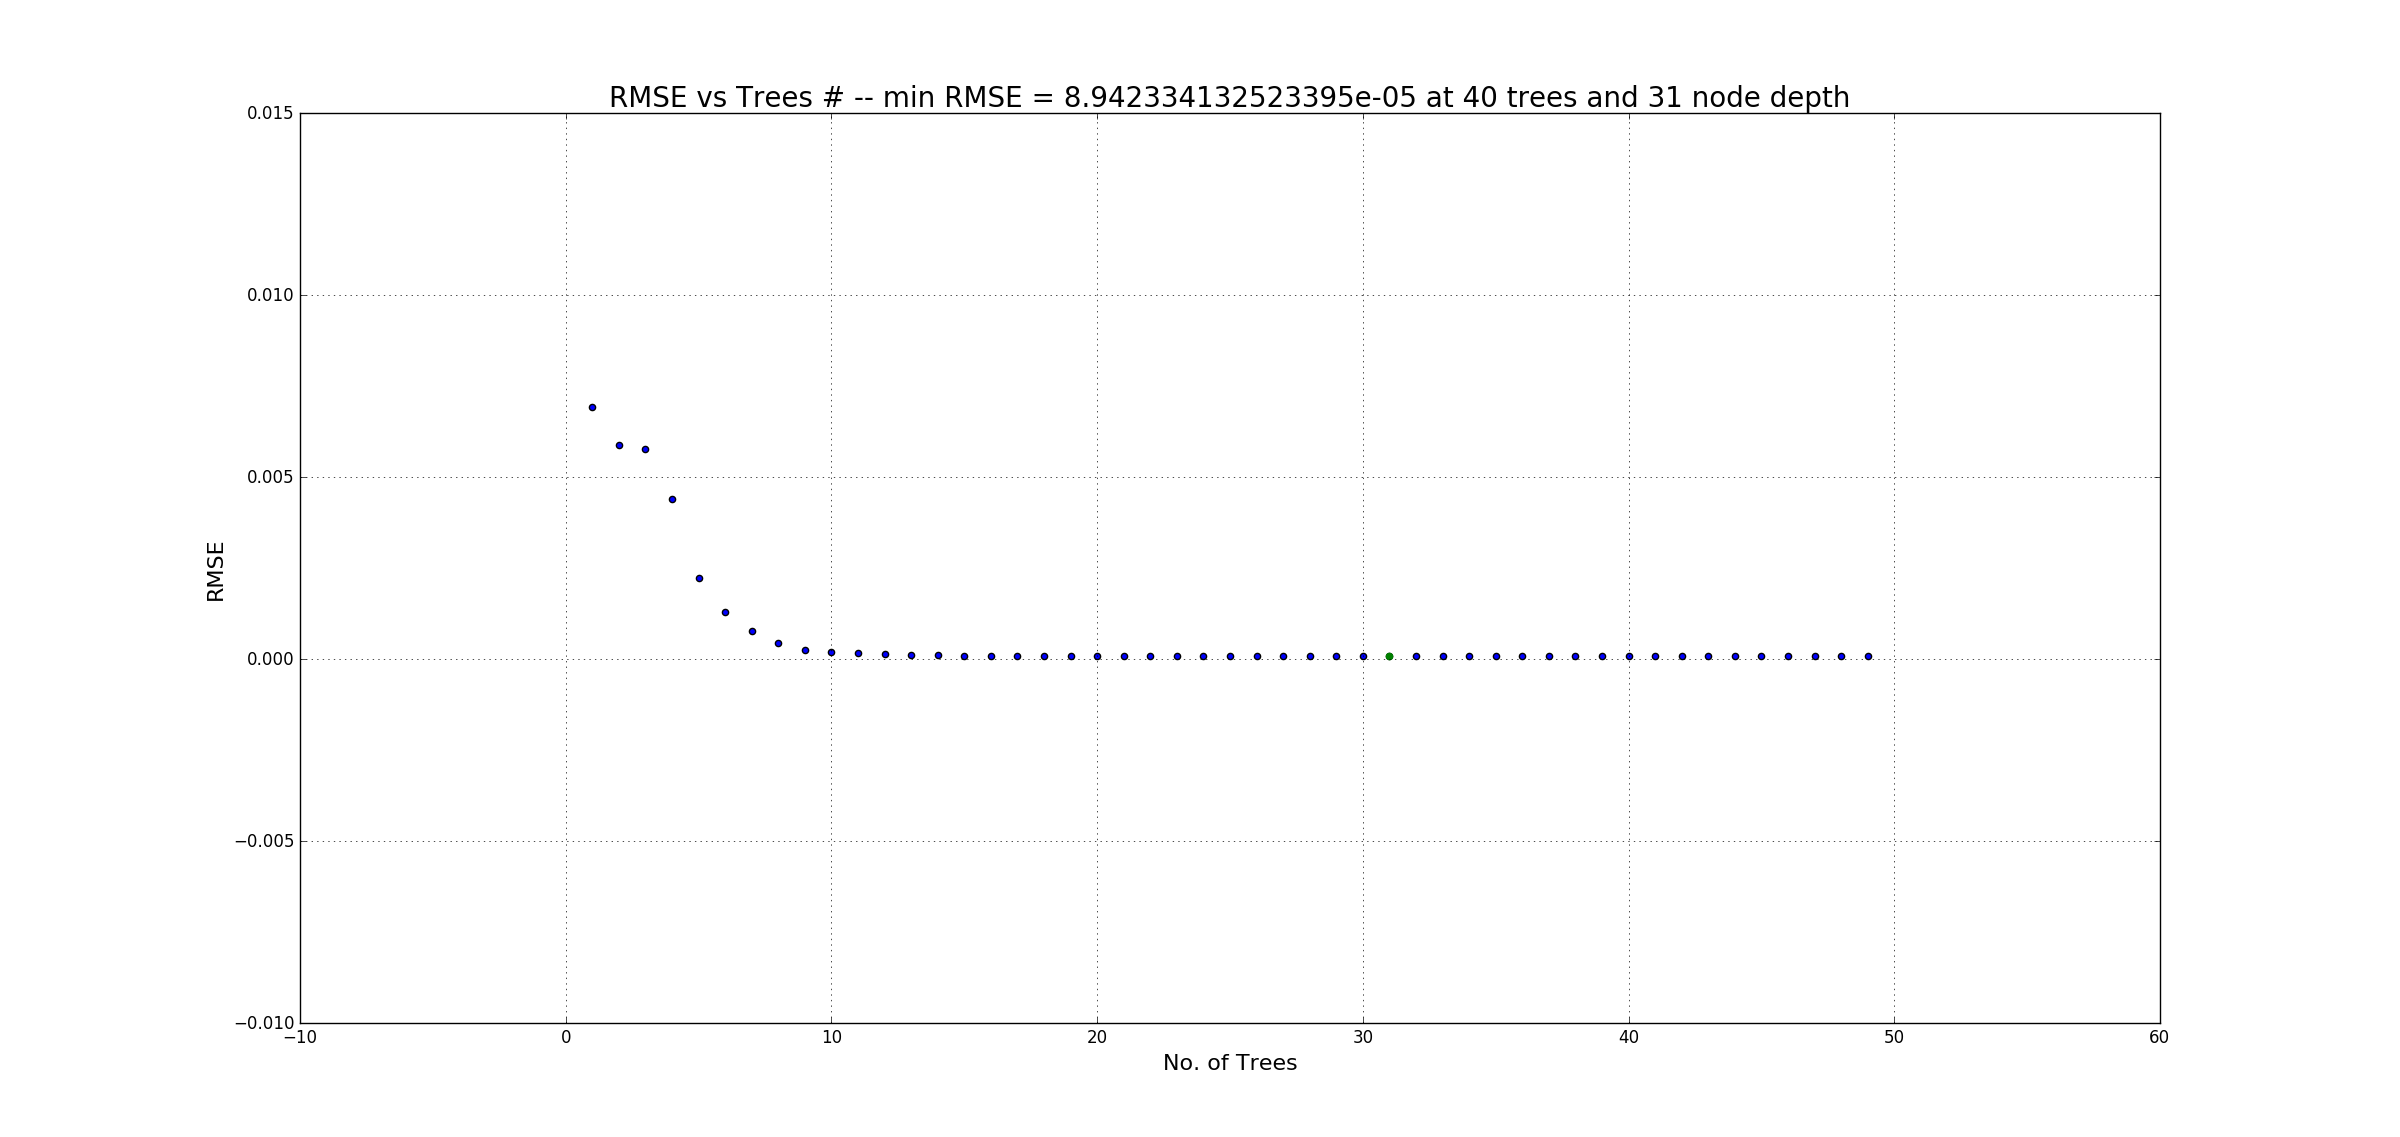 RMSE vs Trees # -- min RMSE = 8.942334132523395e-05 at 40 trees and 31 node depth
0.015
0.010
0.005
0.000
−0.005
−0.010
RMSE
−10 0 10 20 30 40 50 60
No. of Trees